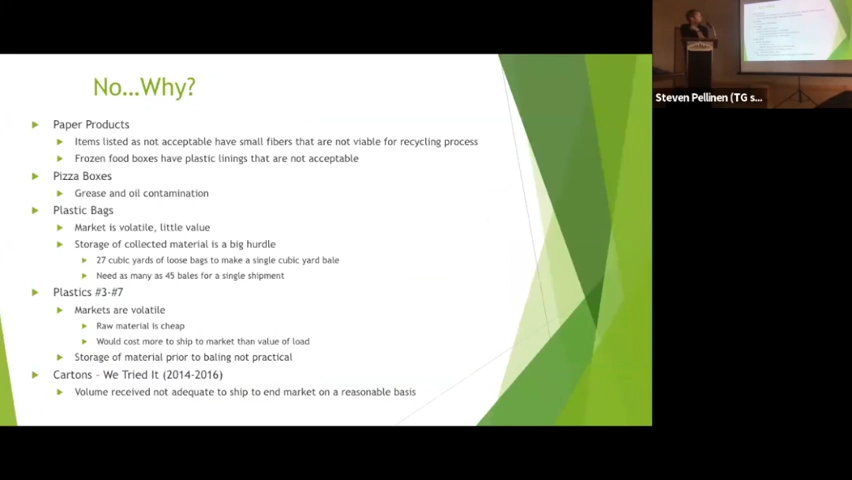 No...Why?
Paper Products
Items listed as not acceptable have small fibers that are not viable for recycling process
Frozen food boxes have plastic linings that are not acceptable
Pizza Boxes
Grease and oil contamination
Plastic Bags
Market is volatile, little value
Storage of collected material is a big hurdle
27 cubic yards of loose bags to make a single cubic yard bale
Need as many as 45 bales for a single shipment
Plastics #3-#7
Markets are volatile
Raw material is cheap
Would cost more to ship to market than value of load
Storage of material prior to baling not practical
Cartons - We Tried It (2014-2016)
Volume received not adequate to ship to end market on a reasonable basis
Steven Pellinen (TG s...